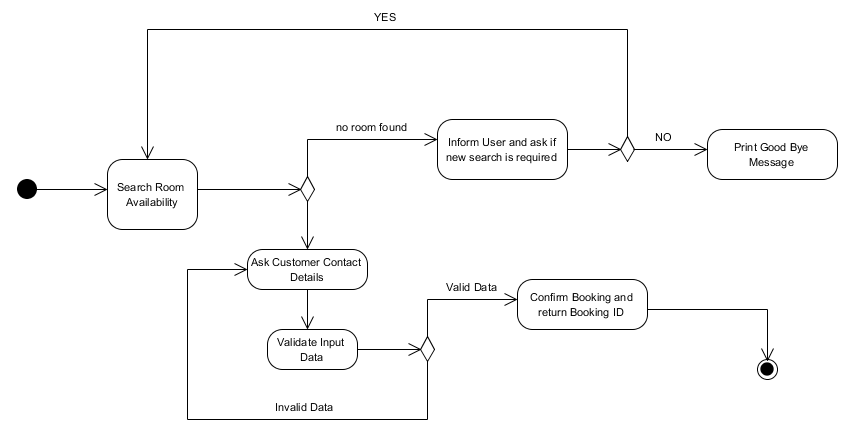 YES
no room found
Inform User and ask if
new search is required
NO
Print Good Bye
Message
Search Room
Availability
Ask Customer Contact
Details
Valid Data
Confirm Booking and
return Booking ID
Validate Input
Data
Invalid Data